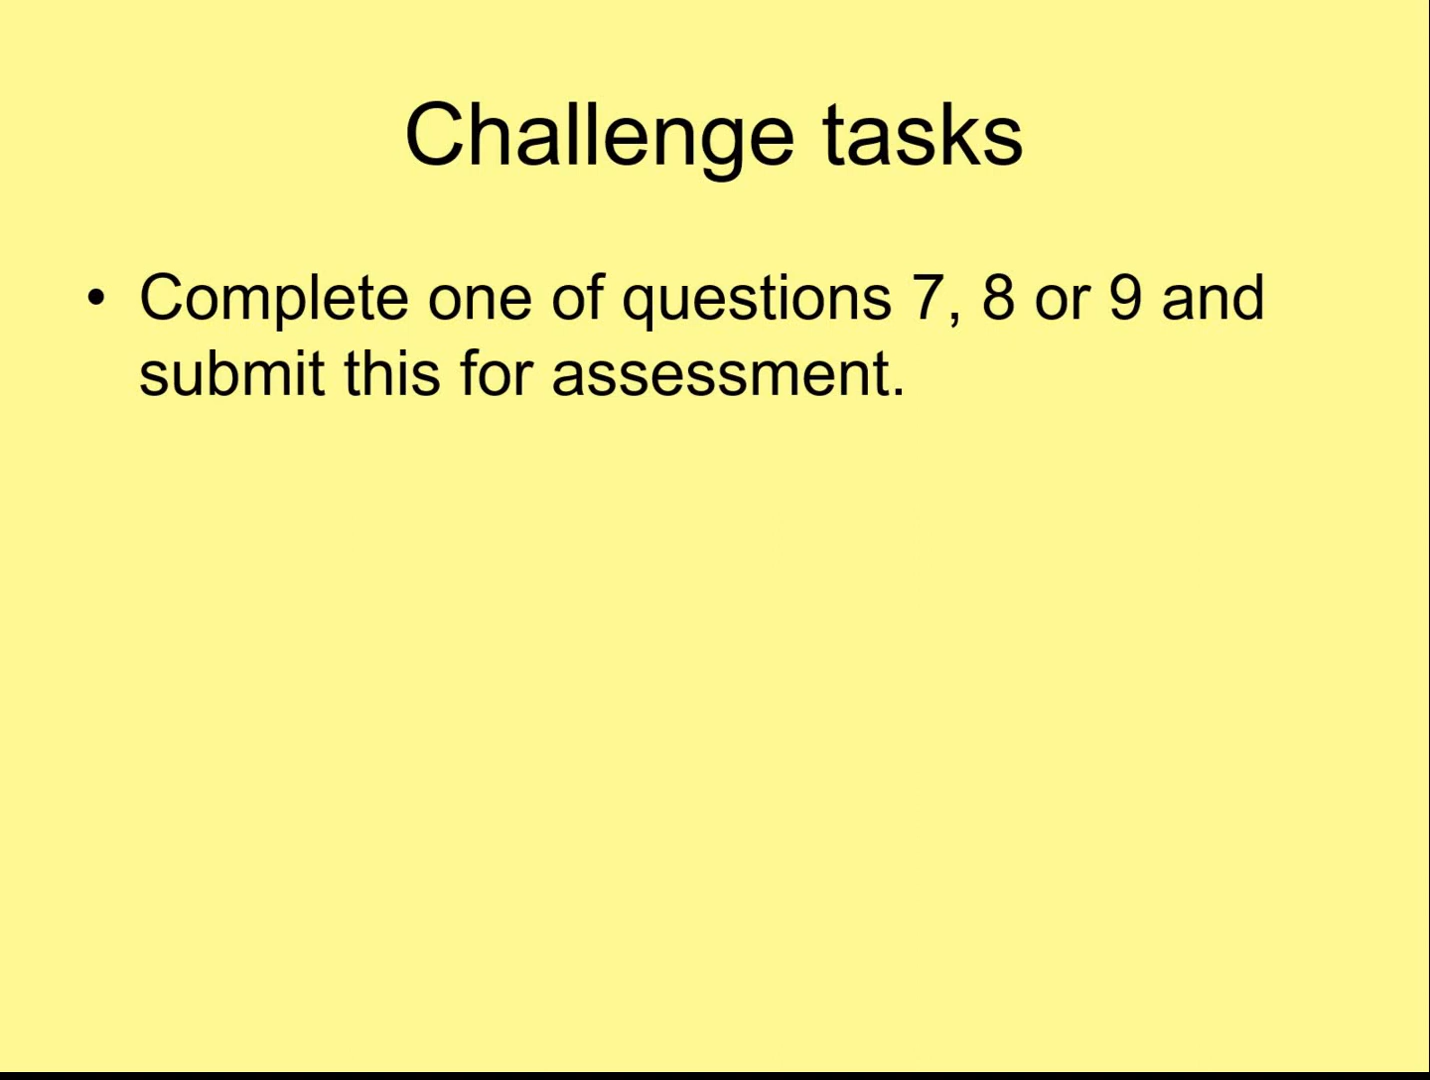 Challenge tasks
• Complete one of questions 7, 8 or 9 and
submit this for assessment.